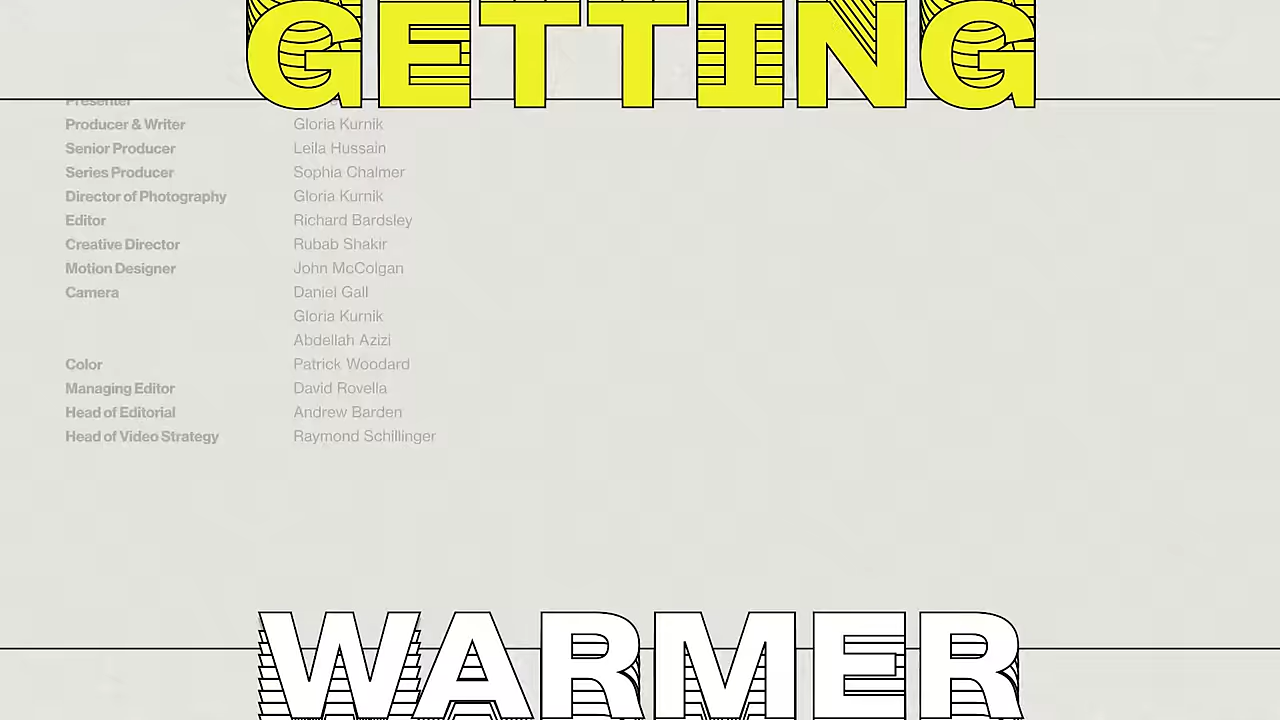 GETTING
Presenter
Producer & Writer Gloria Kurnik
Senior Producer Leila Hussain
Series Producer Sophia Chalmer
Director of Photography Gloria Kurnik
Editor Richard Bardsley
Creative Director Rubab Shakir
Motion Designer John McColgan
Camera Daniel Gall
Gloria Kurnik
Abdellah Azizi
Color Patrick Woodard
Managing Editor David Rovella
Head of Editorial Andrew Barden
Head of Video Strategy Raymond Schillinger
WARMER